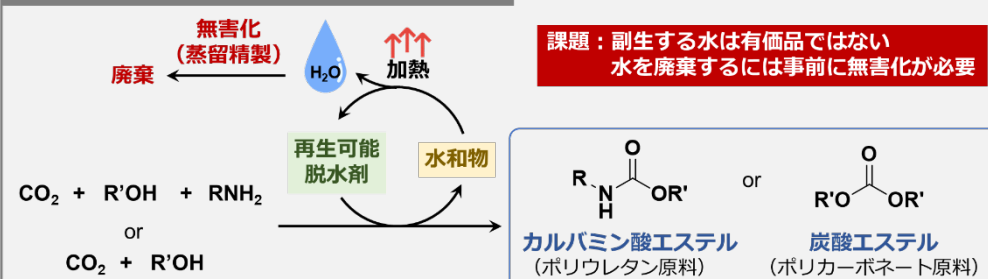 無害化
(蒸留精製)
廃棄
H₂O
加熱
課題：副生する水は有価品ではない
水を廃棄するには事前に無害化が必要
再生可能
脱水剤
水和物
CO₂ + R'OH + RNH₂
or
CO₂ + R'OH
R
N
H
O
OR'
or
O
R'O
OR'
カルバミン酸エステル
(ポリウレタン原料)
炭酸エステル
(ポリカーボネート原料)